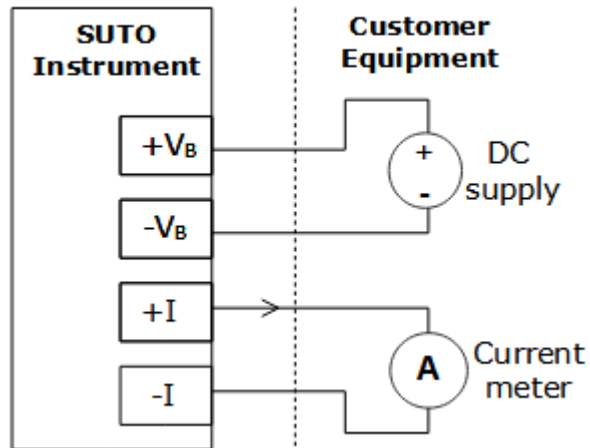 SUTO
Instrument
Customer
Equipment
+VB
-VB
+I
-I
+
-
DC
supply
A
Current
meter